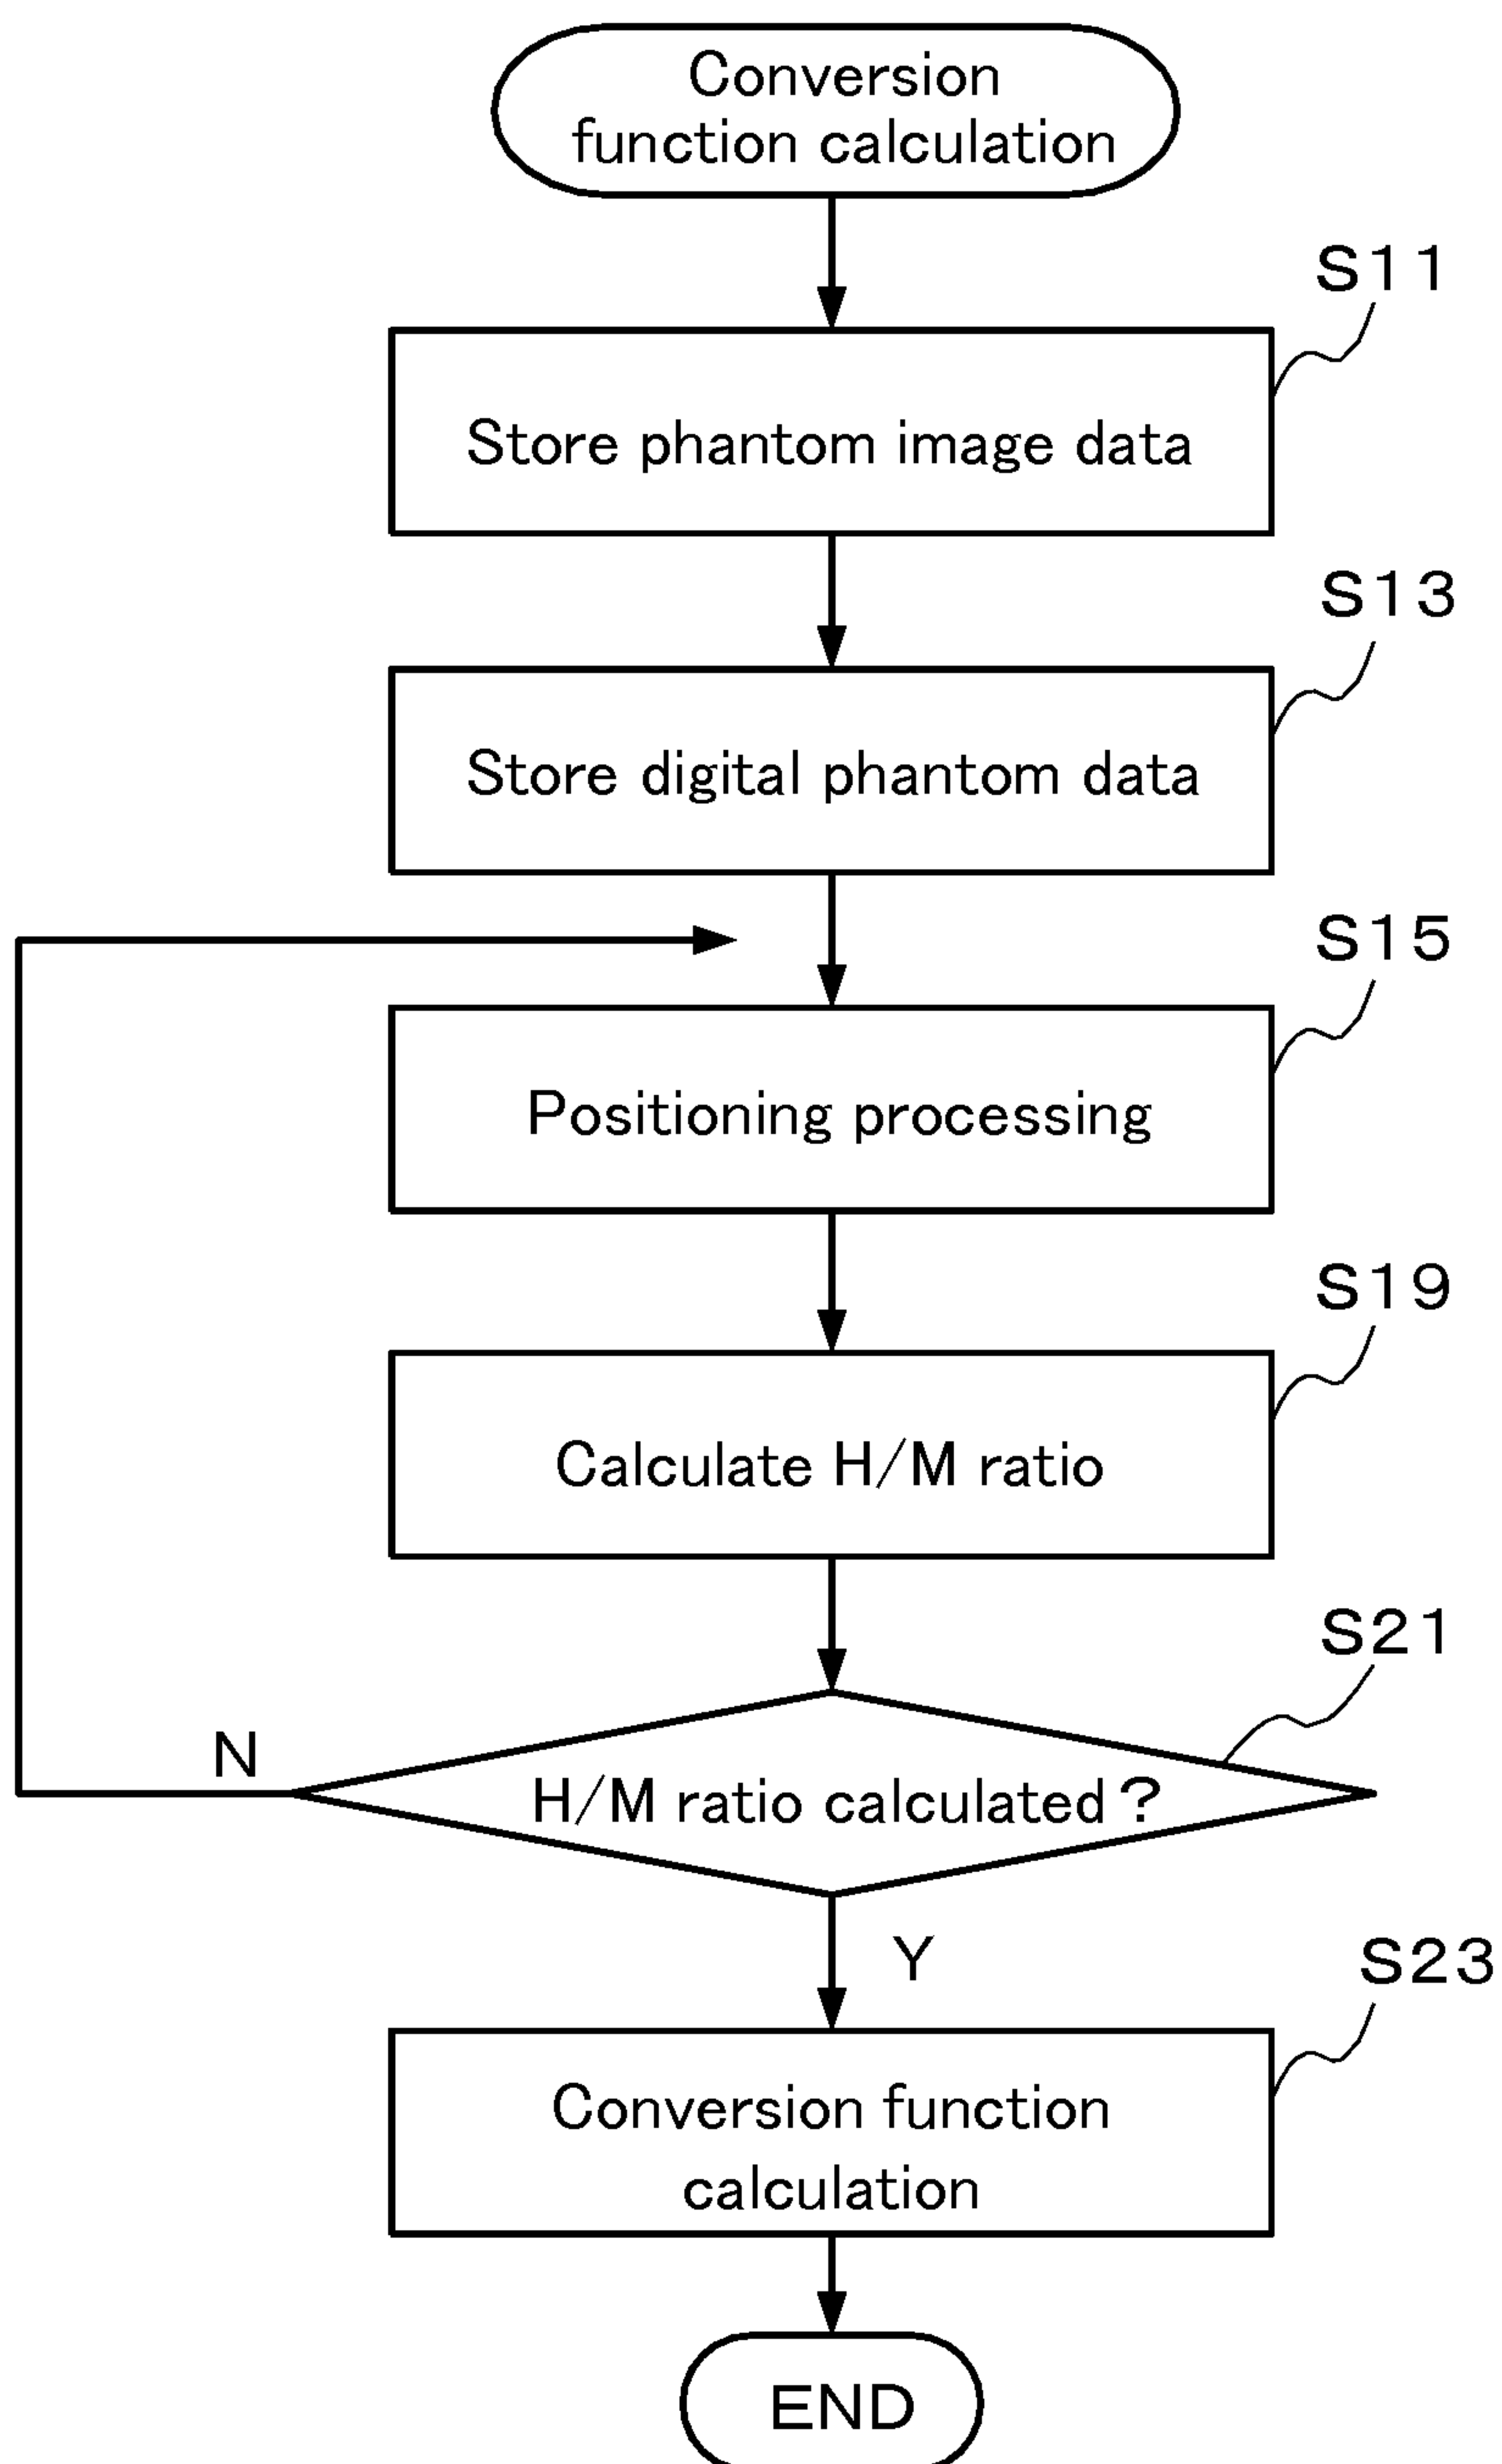 Conversion
function calculation
S11
Store phantom image data
S13
Store digital phantom data
S15
Positioning processing
S19
Calculate H/M ratio
S21
N
H/M ratio calculated?
Y
S23
Conversion function
calculation
END